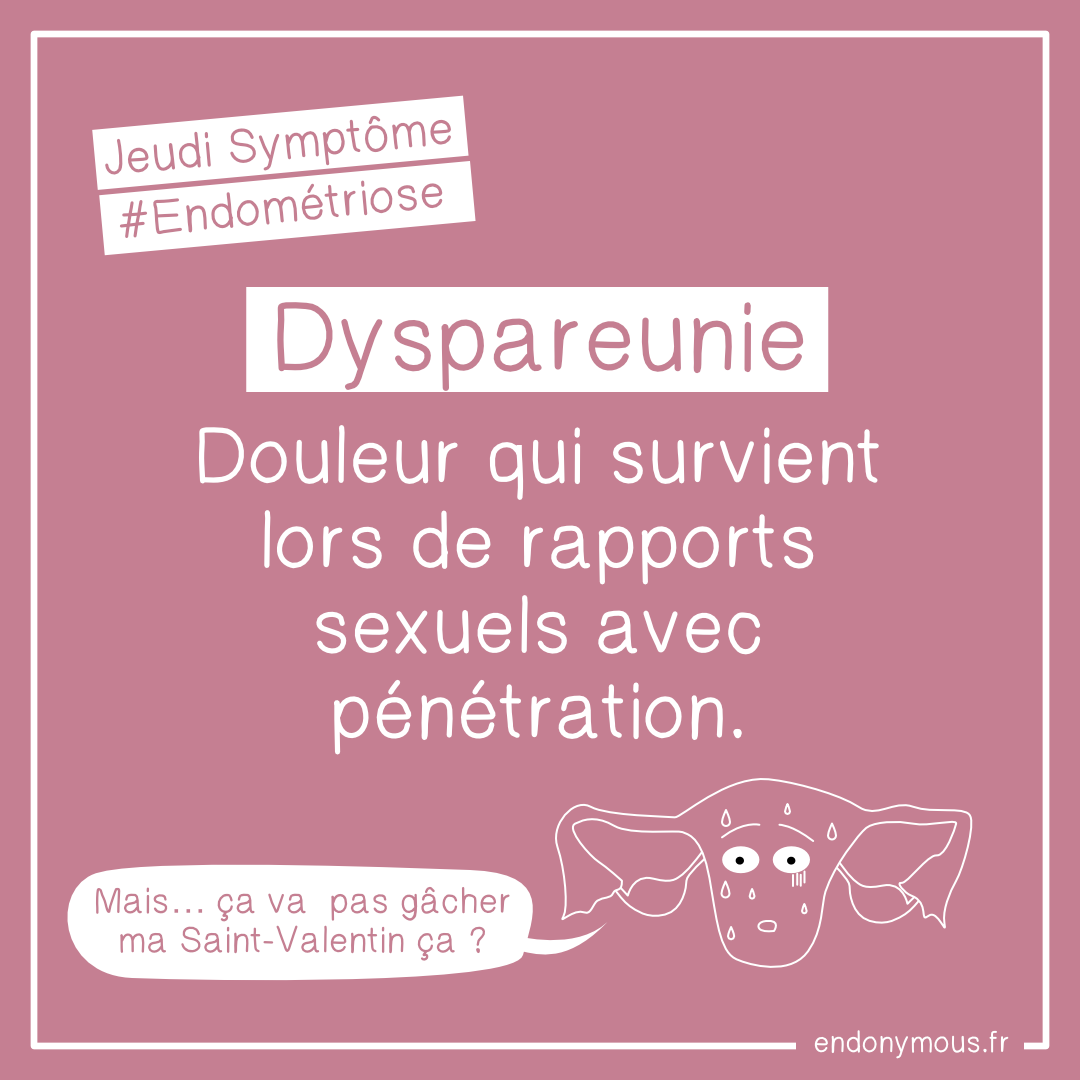 Jeudi Symptôme
#Endométriose
Dyspareunie
Douleur qui survient
lors de rapports
sexuels avec
pénétration.
Mais... ça va pas gâcher
ma Saint-Valentin ça ?
endonymous.fr